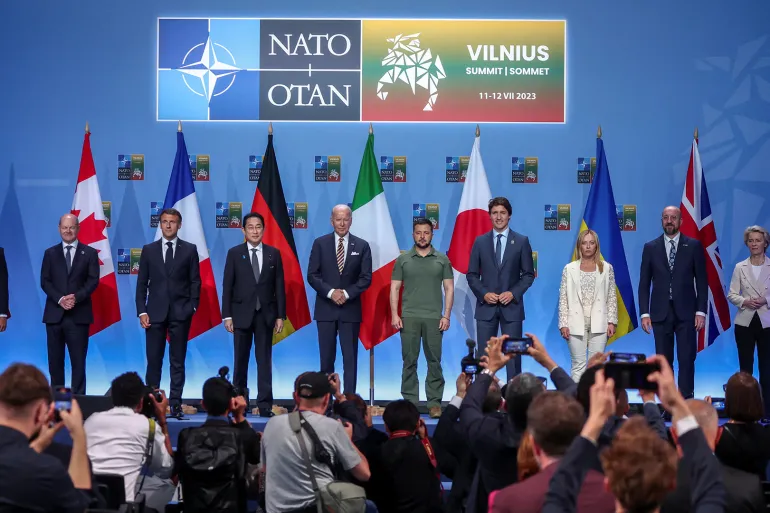 NATO
OTAN
VILNIUS
SUMMIT | SOMMET
11-12 VII 2023